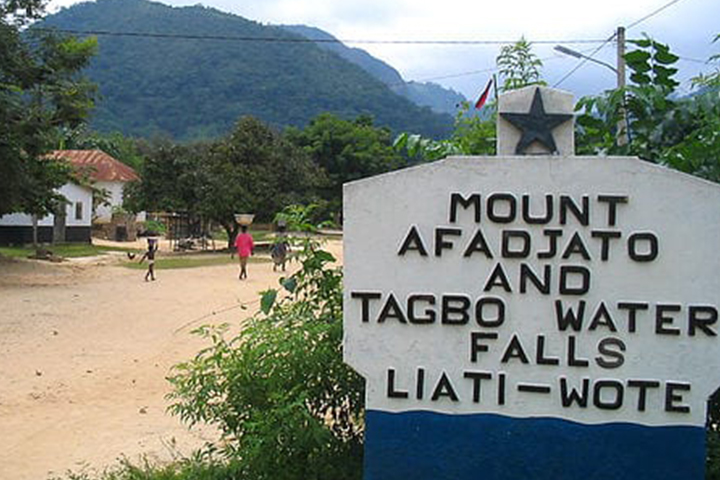 MOUNT
AFADJATO
AND
TAGBO WATER
FALLS
LIATI-WOTE